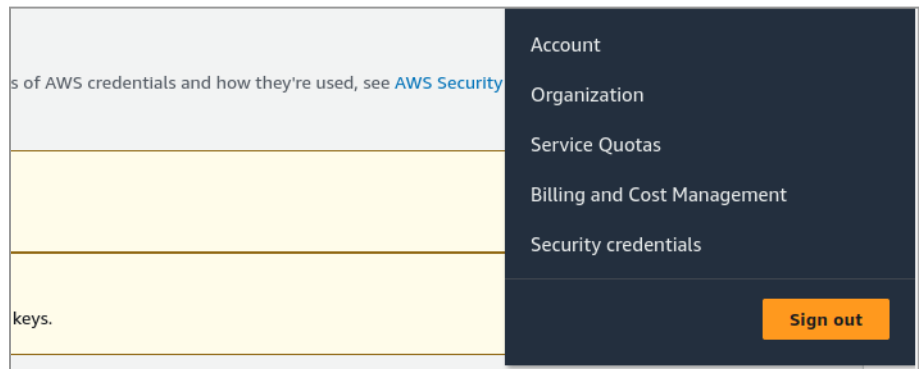 Account
s of AWS credentials and how they're used, see AWS Security
Organization
Service Quotas
Billing and Cost Management
Security credentials
keys.
Sign out